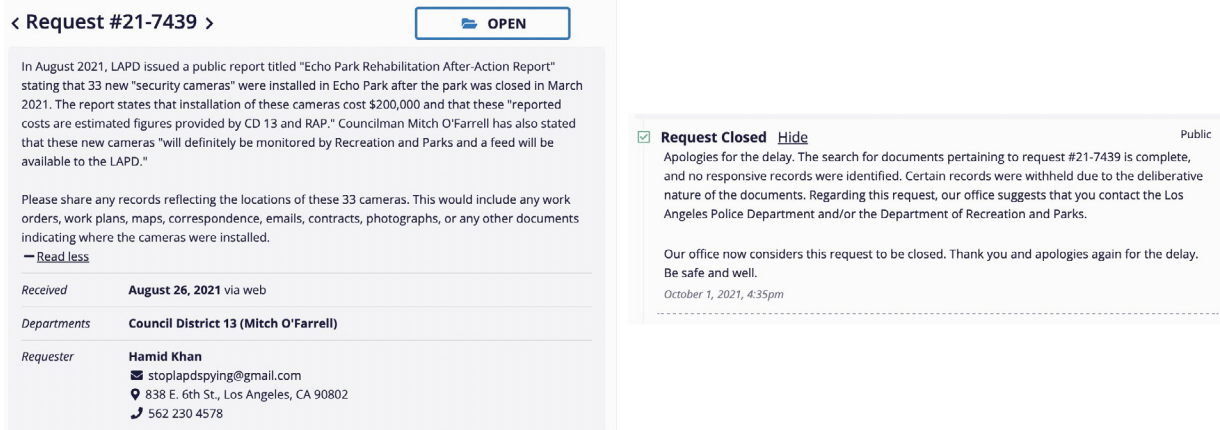 < Request #21-7439 >
OPEN
In August 2021, LAPD issued a public report titled "Echo Park Rehabilitation After-Action Report"
stating that 33 new "security cameras" were installed in Echo Park after the park was closed in March
2021. The report states that installation of these cameras cost $200,000 and that these "reported
costs are estimated figures provided by CD 13 and RAP." Councilman Mitch O'Farrell has also stated
that these new cameras "will definitely be monitored by Recreation and Parks and a feed will be
available to the LAPD."
Please share any records reflecting the locations of these 33 cameras. This would include any work
orders, work plans, maps, correspondence, emails, contracts, photographs, or any other documents
indicating where the cameras were installed.
Read less
Received August 26, 2021 via web
Departments Council District 13 (Mitch O'Farrell)
Requester Hamid Khan
stoplapdspying@gmail.com
838 E. 6th St., Los Angeles, CA 90802
562 230 4578
Request Closed Hide Public
Apologies for the delay. The search for documents pertaining to request #21-7439 is complete,
and no responsive records were identified. Certain records were withheld due to the deliberative
nature of the documents. Regarding this request, our office suggests that you contact the Los
Angeles Police Department and/or the Department of Recreation and Parks.
Our office now considers this request to be closed. Thank you and apologies again for the delay.
Be safe and well.
October 1, 2021, 4:35pm